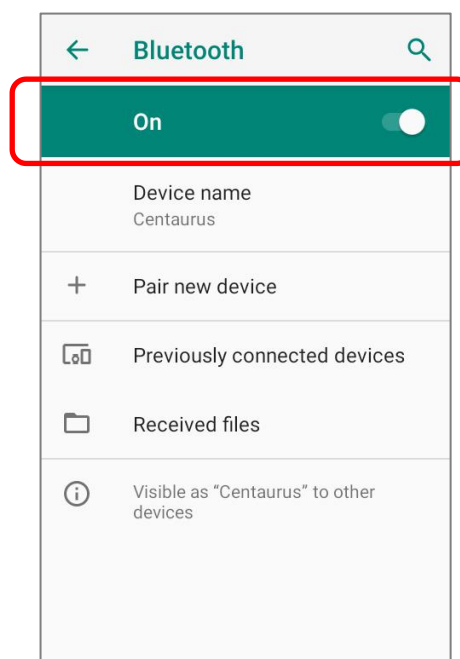 Bluetooth
On
Device name
Centaurus
Pair new device
Previously connected devices
Received files
Visible as “Centaurus” to other
devices